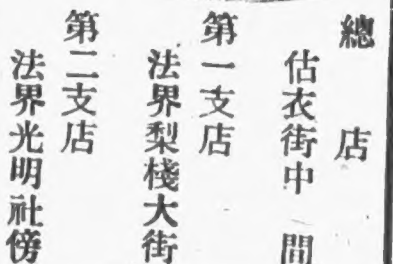 總店
估衣街中間
第一支店
法界梨棧大街
第二支店
法界光明社傍